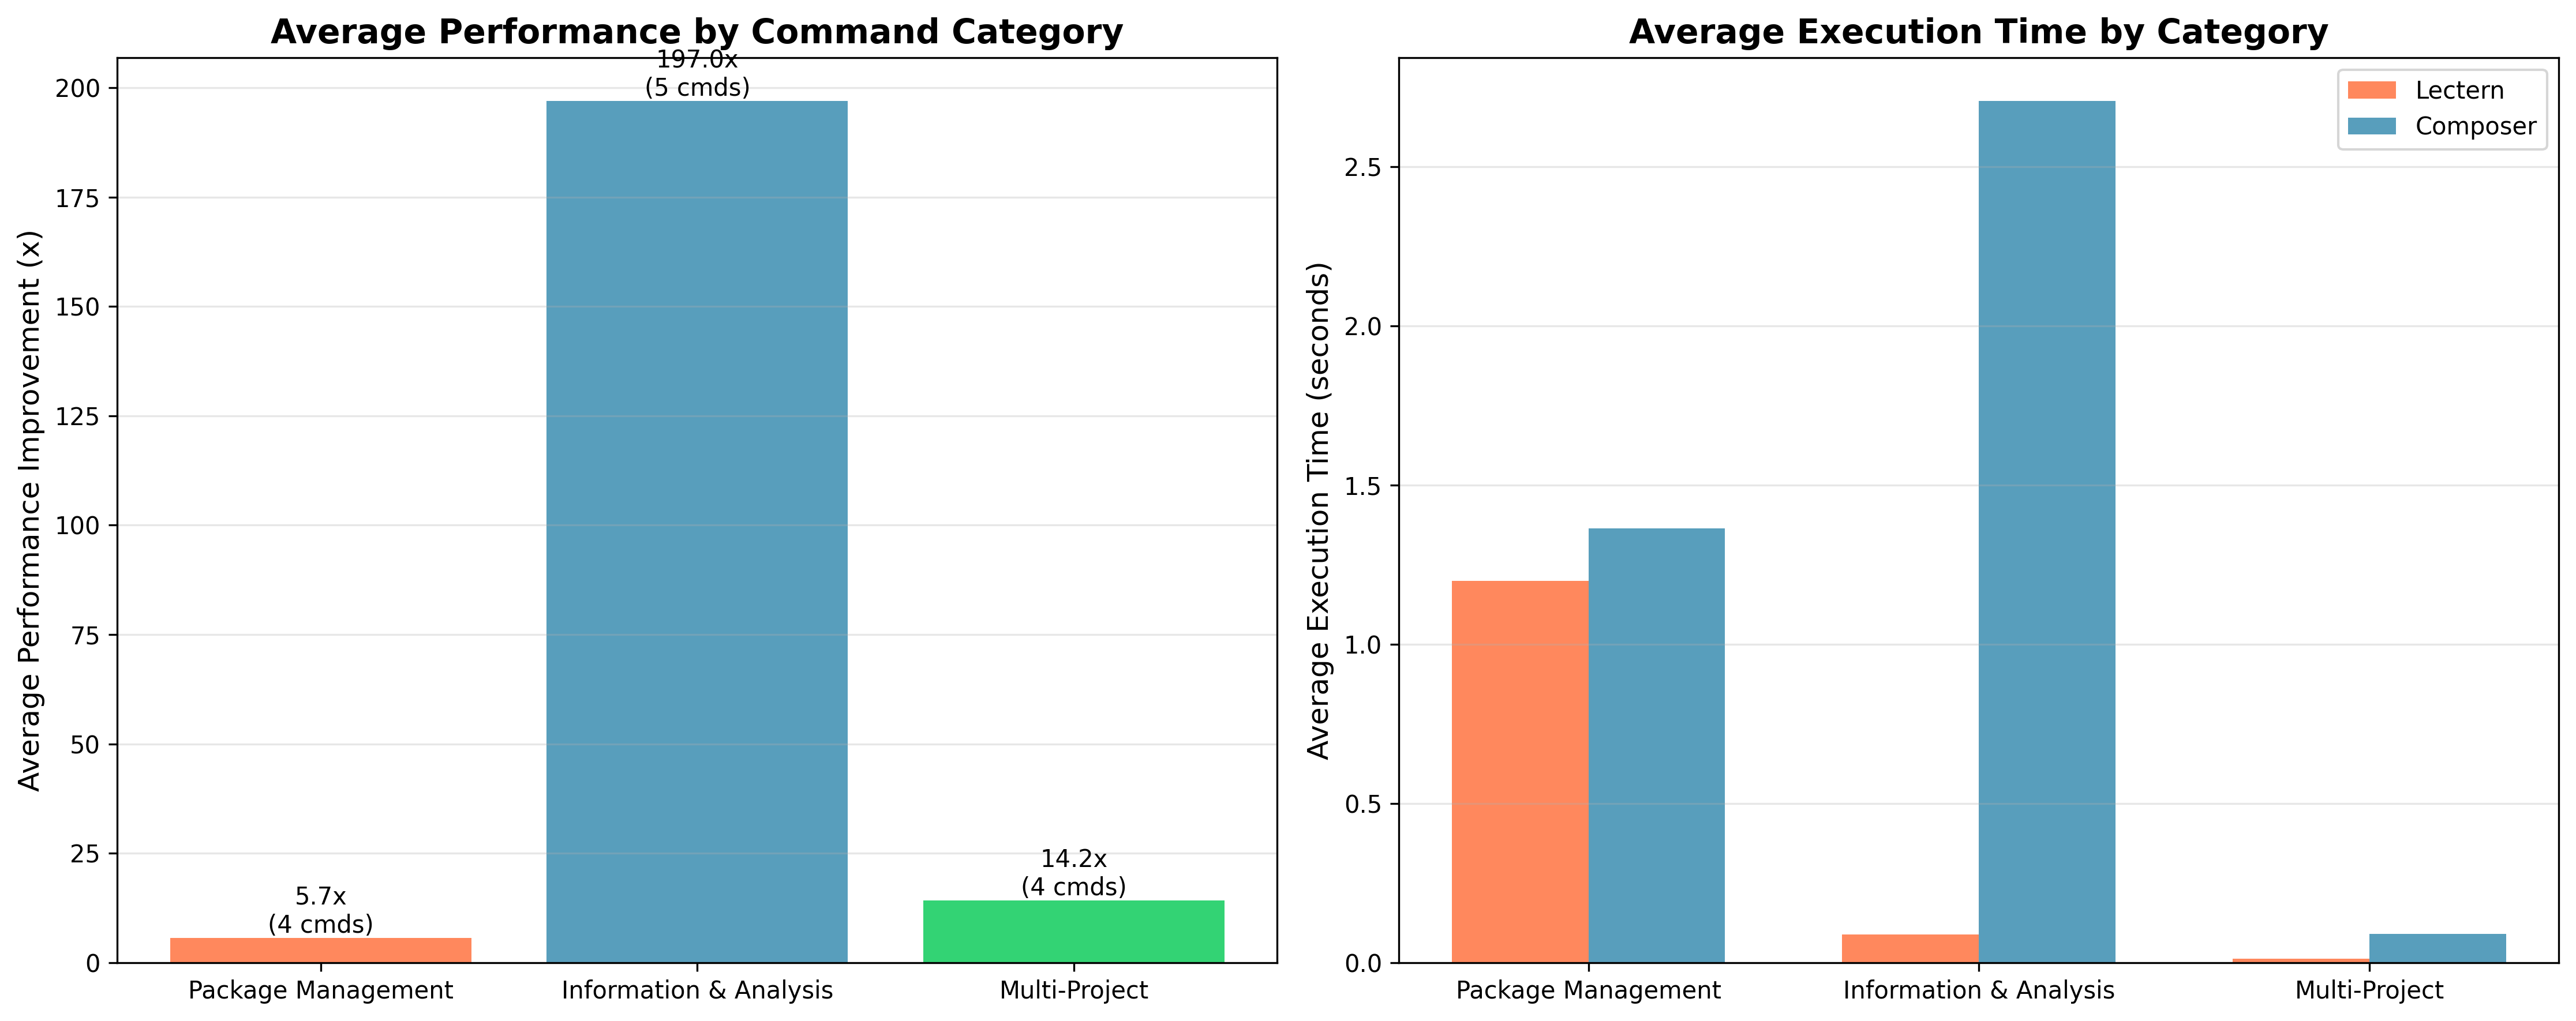 Average Performance by Command Category
Average Performance Improvement (x)
200
175
150
125
100
75
50
25
0
197.0x
(5 cmds)
5.7x
(4 cmds)
14.2x
(4 cmds)
Package Management
Information & Analysis
Multi-Project
Average Execution Time by Category
Average Execution Time (seconds)
2.5
2.0
1.5
1.0
0.5
0.0
Lectern
Composer
Package Management
Information & Analysis
Multi-Project